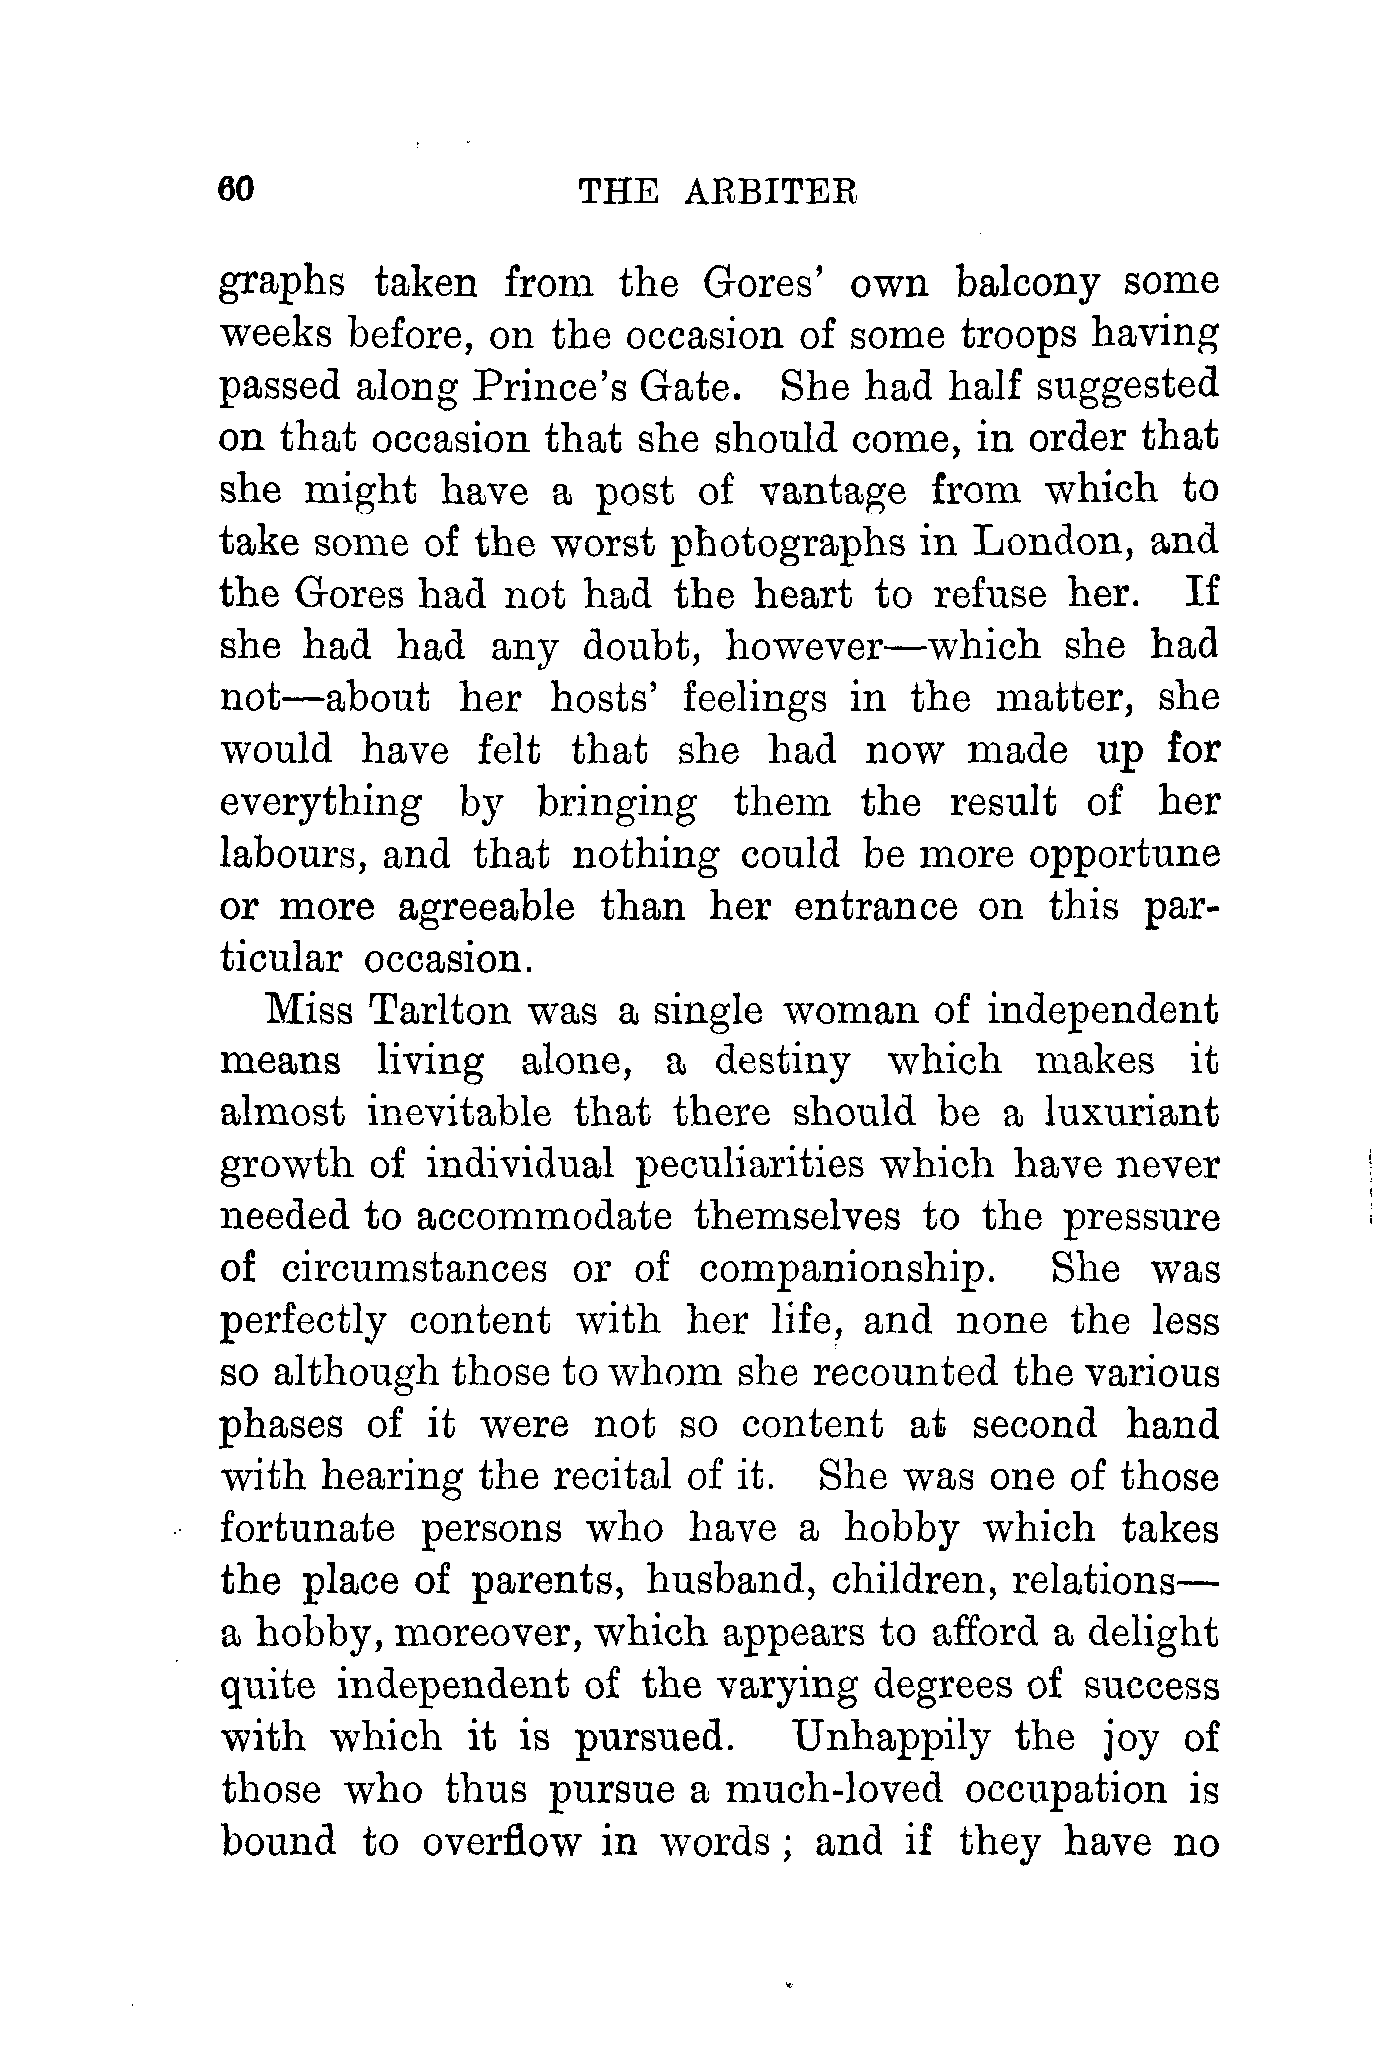 60 THE ARBITER
graphs taken from the Gores' own balcony some
weeks before, on the occasion of some troops having
passed along Prince's Gate. She had half suggested
on that occasion that she should come, in order that
she might have a post of vantage from which to
take some of the worst photographs in London, and
the Gores had not had the heart to refuse her. If
she had had any doubt, however—which she had
not—about her hosts' feelings in the matter, she
would have felt that she had now made up for
everything by bringing them the result of her
labours, and that nothing could be more opportune
or more agreeable than her entrance on this par-
ticular occasion.
Miss Tarlton was a single woman of independent
means living alone, a destiny which makes it
almost inevitable that there should be a luxuriant
growth of individual peculiarities which have never
needed to accommodate themselves to the pressure
of circumstances or of companionship. She was
perfectly content with her life, and none the less
so although those to whom she recounted the various
phases of it were not so content at second hand
with hearing the recital of it. She was one of those
fortunate persons who have a hobby which takes
the place of parents, husband, children, relations—
a hobby, moreover, which appears to afford a delight
quite independent of the varying degrees of success
with which it is pursued. Unhappily the joy of
those who thus pursue a much-loved occupation is
bound to overflow in words ; and if they have no